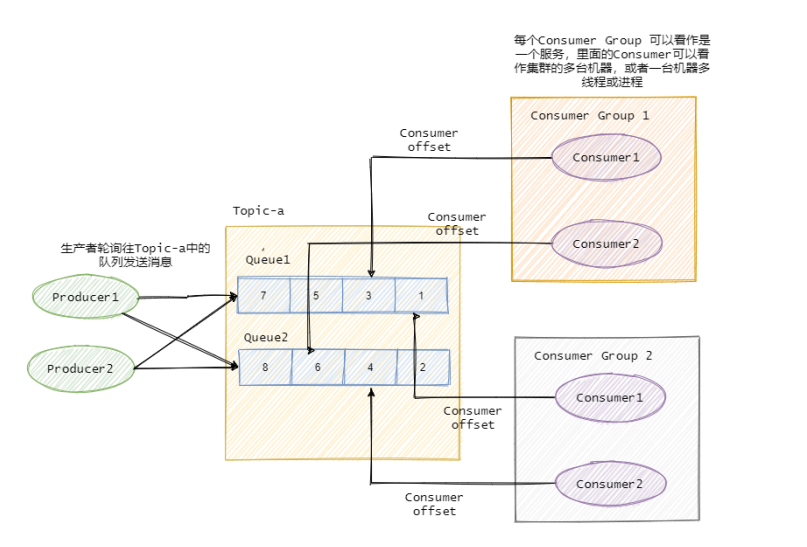 每个Consumer Group 可以看作是
一个服务，里面的Consumer可以看
作集群的多台机器，或者一台机器多
线程或进程
Consumer Group 1
Consumer1
Consumer2
Consumer
offset
Consumer
offset
Topic-a
生产者轮询往Topic-a中的
队列发送消息
Producer1
Producer2
Queue1
7 5 3 1
Queue2
8 6 4 2
Consumer Group 2
Consumer1
Consumer2
Consumer
offset
Consumer
offset